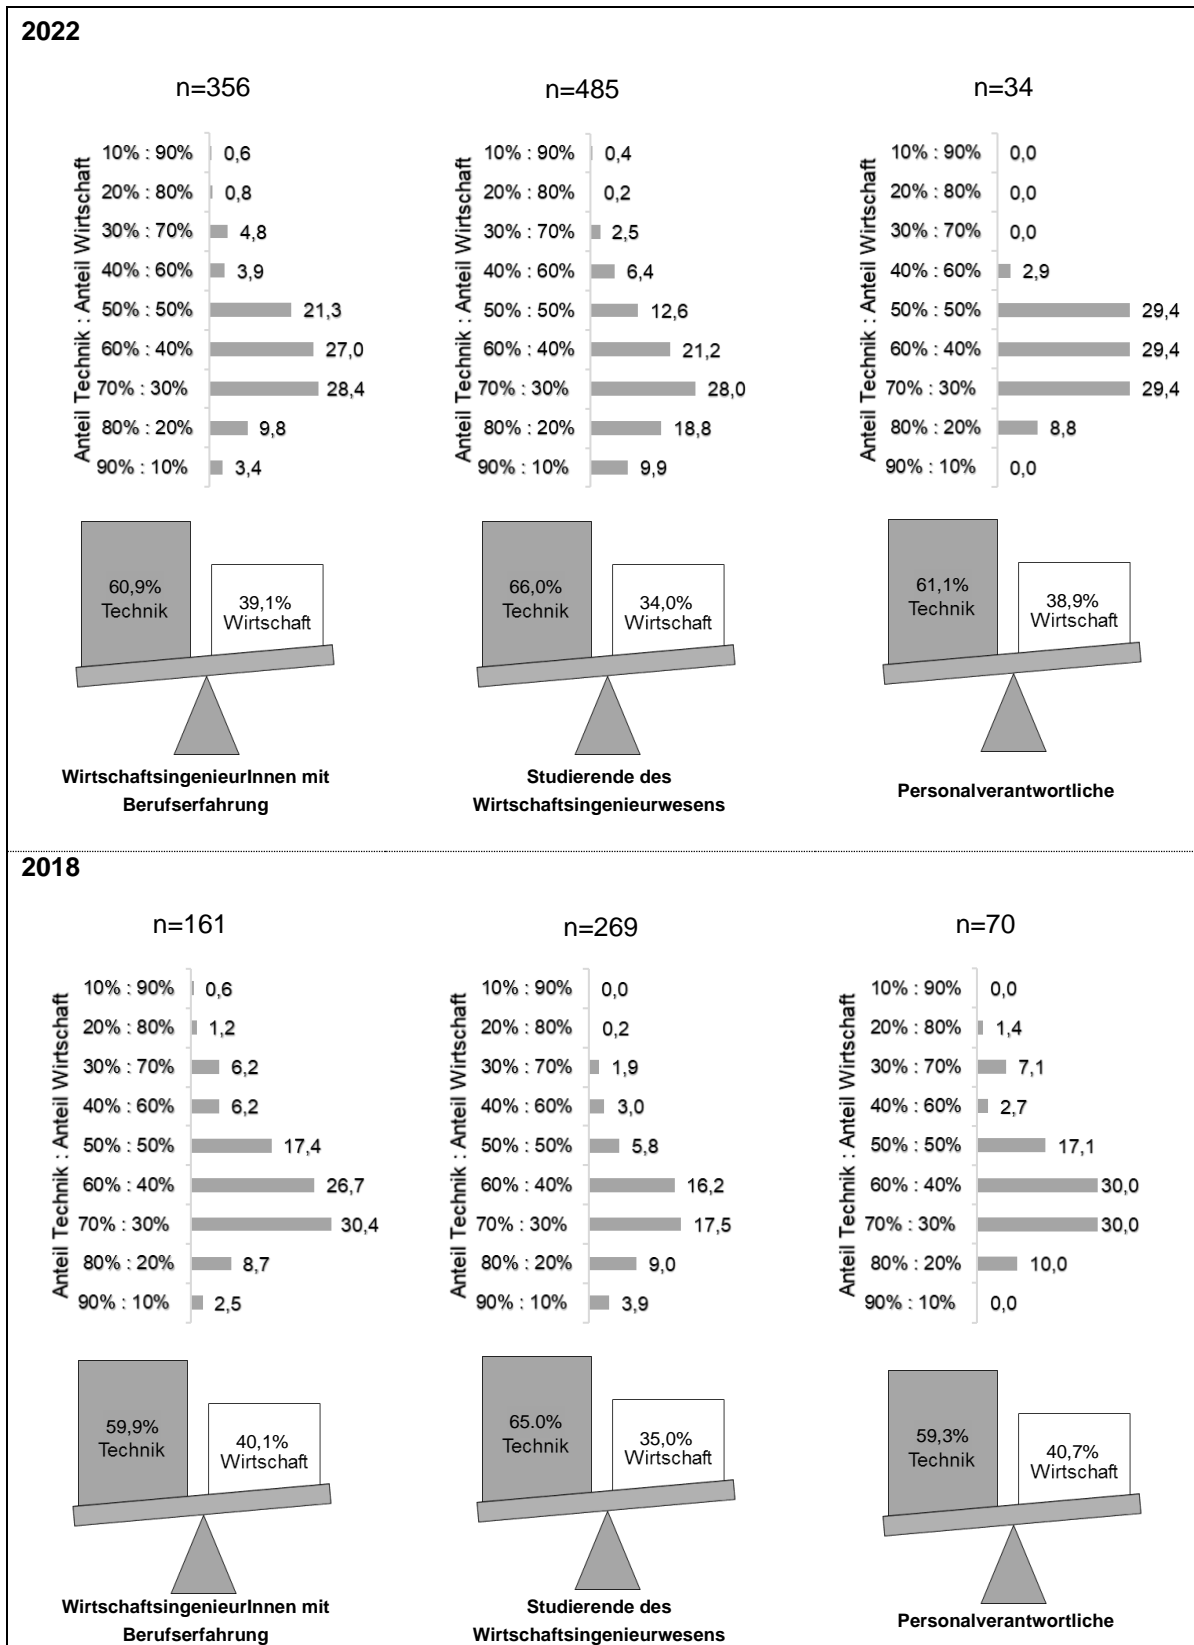 2022
n=356
Anteil Technik : Anteil Wirtschaft
10% : 90% 0,6
20% : 80% 0,8
30% : 70% 4,8
40% : 60% 3,9
50% : 50% 21,3
60% : 40% 27,0
70% : 30% 28,4
80% : 20% 9,8
90% : 10% 3,4
60,9%
Technik
39,1%
Wirtschaft
WirtschaftsingenieurInnen mit
Berufserfahrung
n=485
Anteil Technik : Anteil Wirtschaft
10% : 90% 0,4
20% : 80% 0,2
30% : 70% 2,5
40% : 60% 6,4
50% : 50% 12,6
60% : 40% 21,2
70% : 30% 28,0
80% : 20% 18,8
90% : 10% 9,9
66,0%
Technik
34,0%
Wirtschaft
Studierende des
Wirtschaftsingenieurwesens
n=34
Anteil Technik : Anteil Wirtschaft
10% : 90% 0,0
20% : 80% 0,0
30% : 70% 0,0
40% : 60% 2,9
50% : 50% 29,4
60% : 40% 29,4
70% : 30% 29,4
80% : 20% 8,8
90% : 10% 0,0
61,1%
Technik
38,9%
Wirtschaft
Personalverantwortliche
2018
n=161
Anteil Technik : Anteil Wirtschaft
10% : 90% 0,6
20% : 80% 1,2
30% : 70% 6,2
40% : 60% 6,2
50% : 50% 17,4
60% : 40% 26,7
70% : 30% 30,4
80% : 20% 8,7
90% : 10% 2,5
59,9%
Technik
40,1%
Wirtschaft
WirtschaftsingenieurInnen mit
Berufserfahrung
n=269
Anteil Technik : Anteil Wirtschaft
10% : 90% 0,0
20% : 80% 0,2
30% : 70% 1,9
40% : 60% 3,0
50% : 50% 5,8
60% : 40% 16,2
70% : 30% 17,5
80% : 20% 9,0
90% : 10% 3,9
65.0%
Technik
35,0%
Wirtschaft
Studierende des
Wirtschaftsingenieurwesens
n=70
Anteil Technik : Anteil Wirtschaft
10% : 90% 0,0
20% : 80% 1,4
30% : 70% 7,1
40% : 60% 2,7
50% : 50% 17,1
60% : 40% 30,0
70% : 30% 30,0
80% : 20% 10,0
90% : 10% 0,0
59,3%
Technik
40,7%
Wirtschaft
Personalverantwortliche